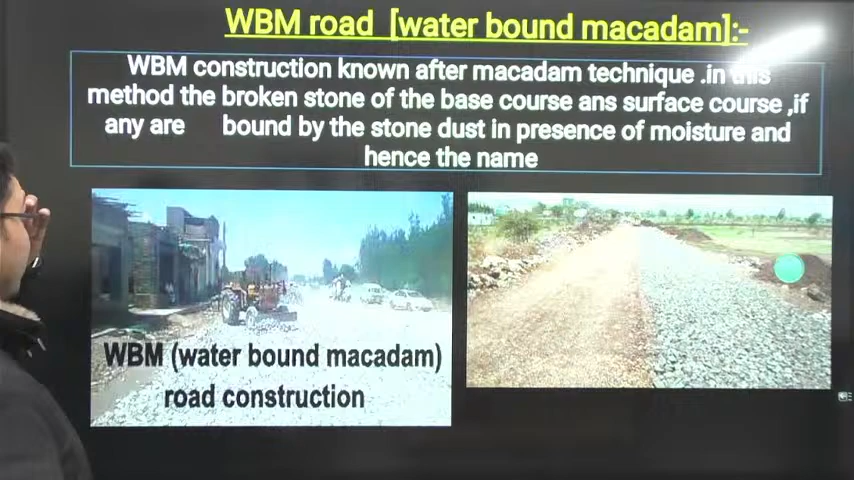 WBM road [water bound macadam]:-
WBM construction known after macadam technique .in this
method the broken stone of the base course ans surface course ,if
any are bound by the stone dust in presence of moisture and
hence the name
WBM (water bound macadam)
road construction